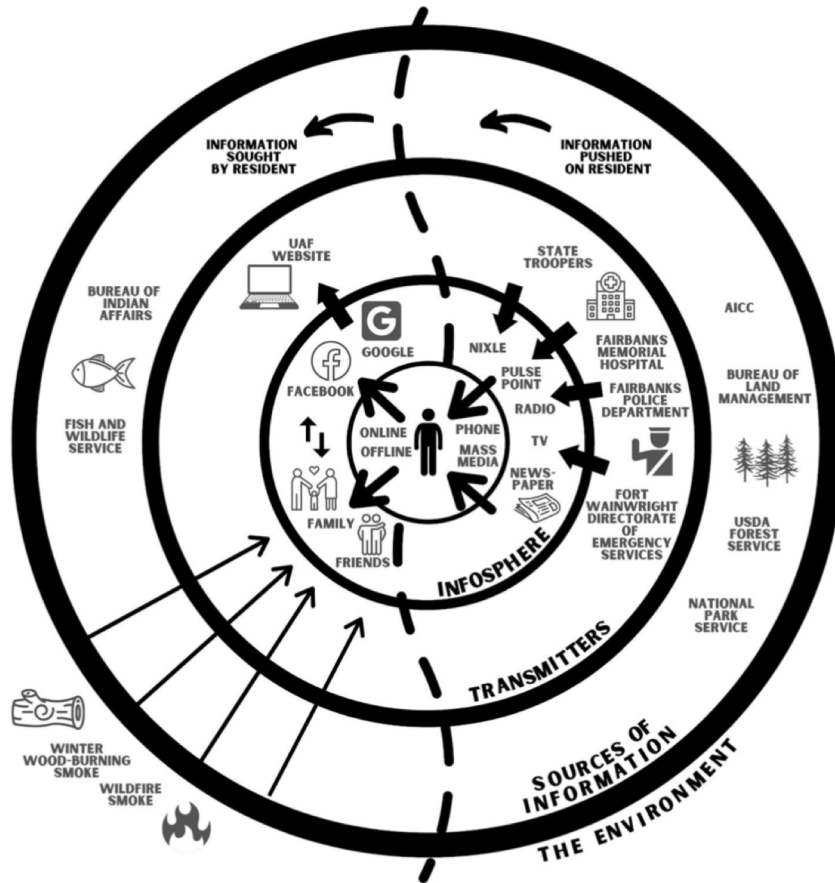 INFORMATION
SOUGHT
BY RESIDENT
INFORMATION
PUSHED
ON RESIDENT
UAF
WEBSITE
STATE
TROOPERS
BUREAU OF
INDIAN
AFFAIRS
FISH AND
WILDLIFE
SERVICE
G
GOOGLE
f
FACEBOOK
NIXLE
PULSE
POINT
RADIO
TV
NEWS-
PAPER
ONLINE
OFFLINE
PHONE
MASS
MEDIA
FAMILY
FRIENDS
FAIRBANKS
MEMORIAL
HOSPITAL
FAIRBANKS
POLICE
DEPARTMENT
FORT
WAINWRIGHT
DIRECTORATE
OF
EMERGENCY
SERVICES
AICC
BUREAU OF
LAND
MANAGEMENT
USDA
FOREST
SERVICE
NATIONAL
PARK
SERVICE
INFOSPHERE
TRANSMITTERS
SOURCES OF
INFORMATION
THE ENVIRONMENT
WINTER
WOOD-BURNING
SMOKE
WILDFIRE
SMOKE